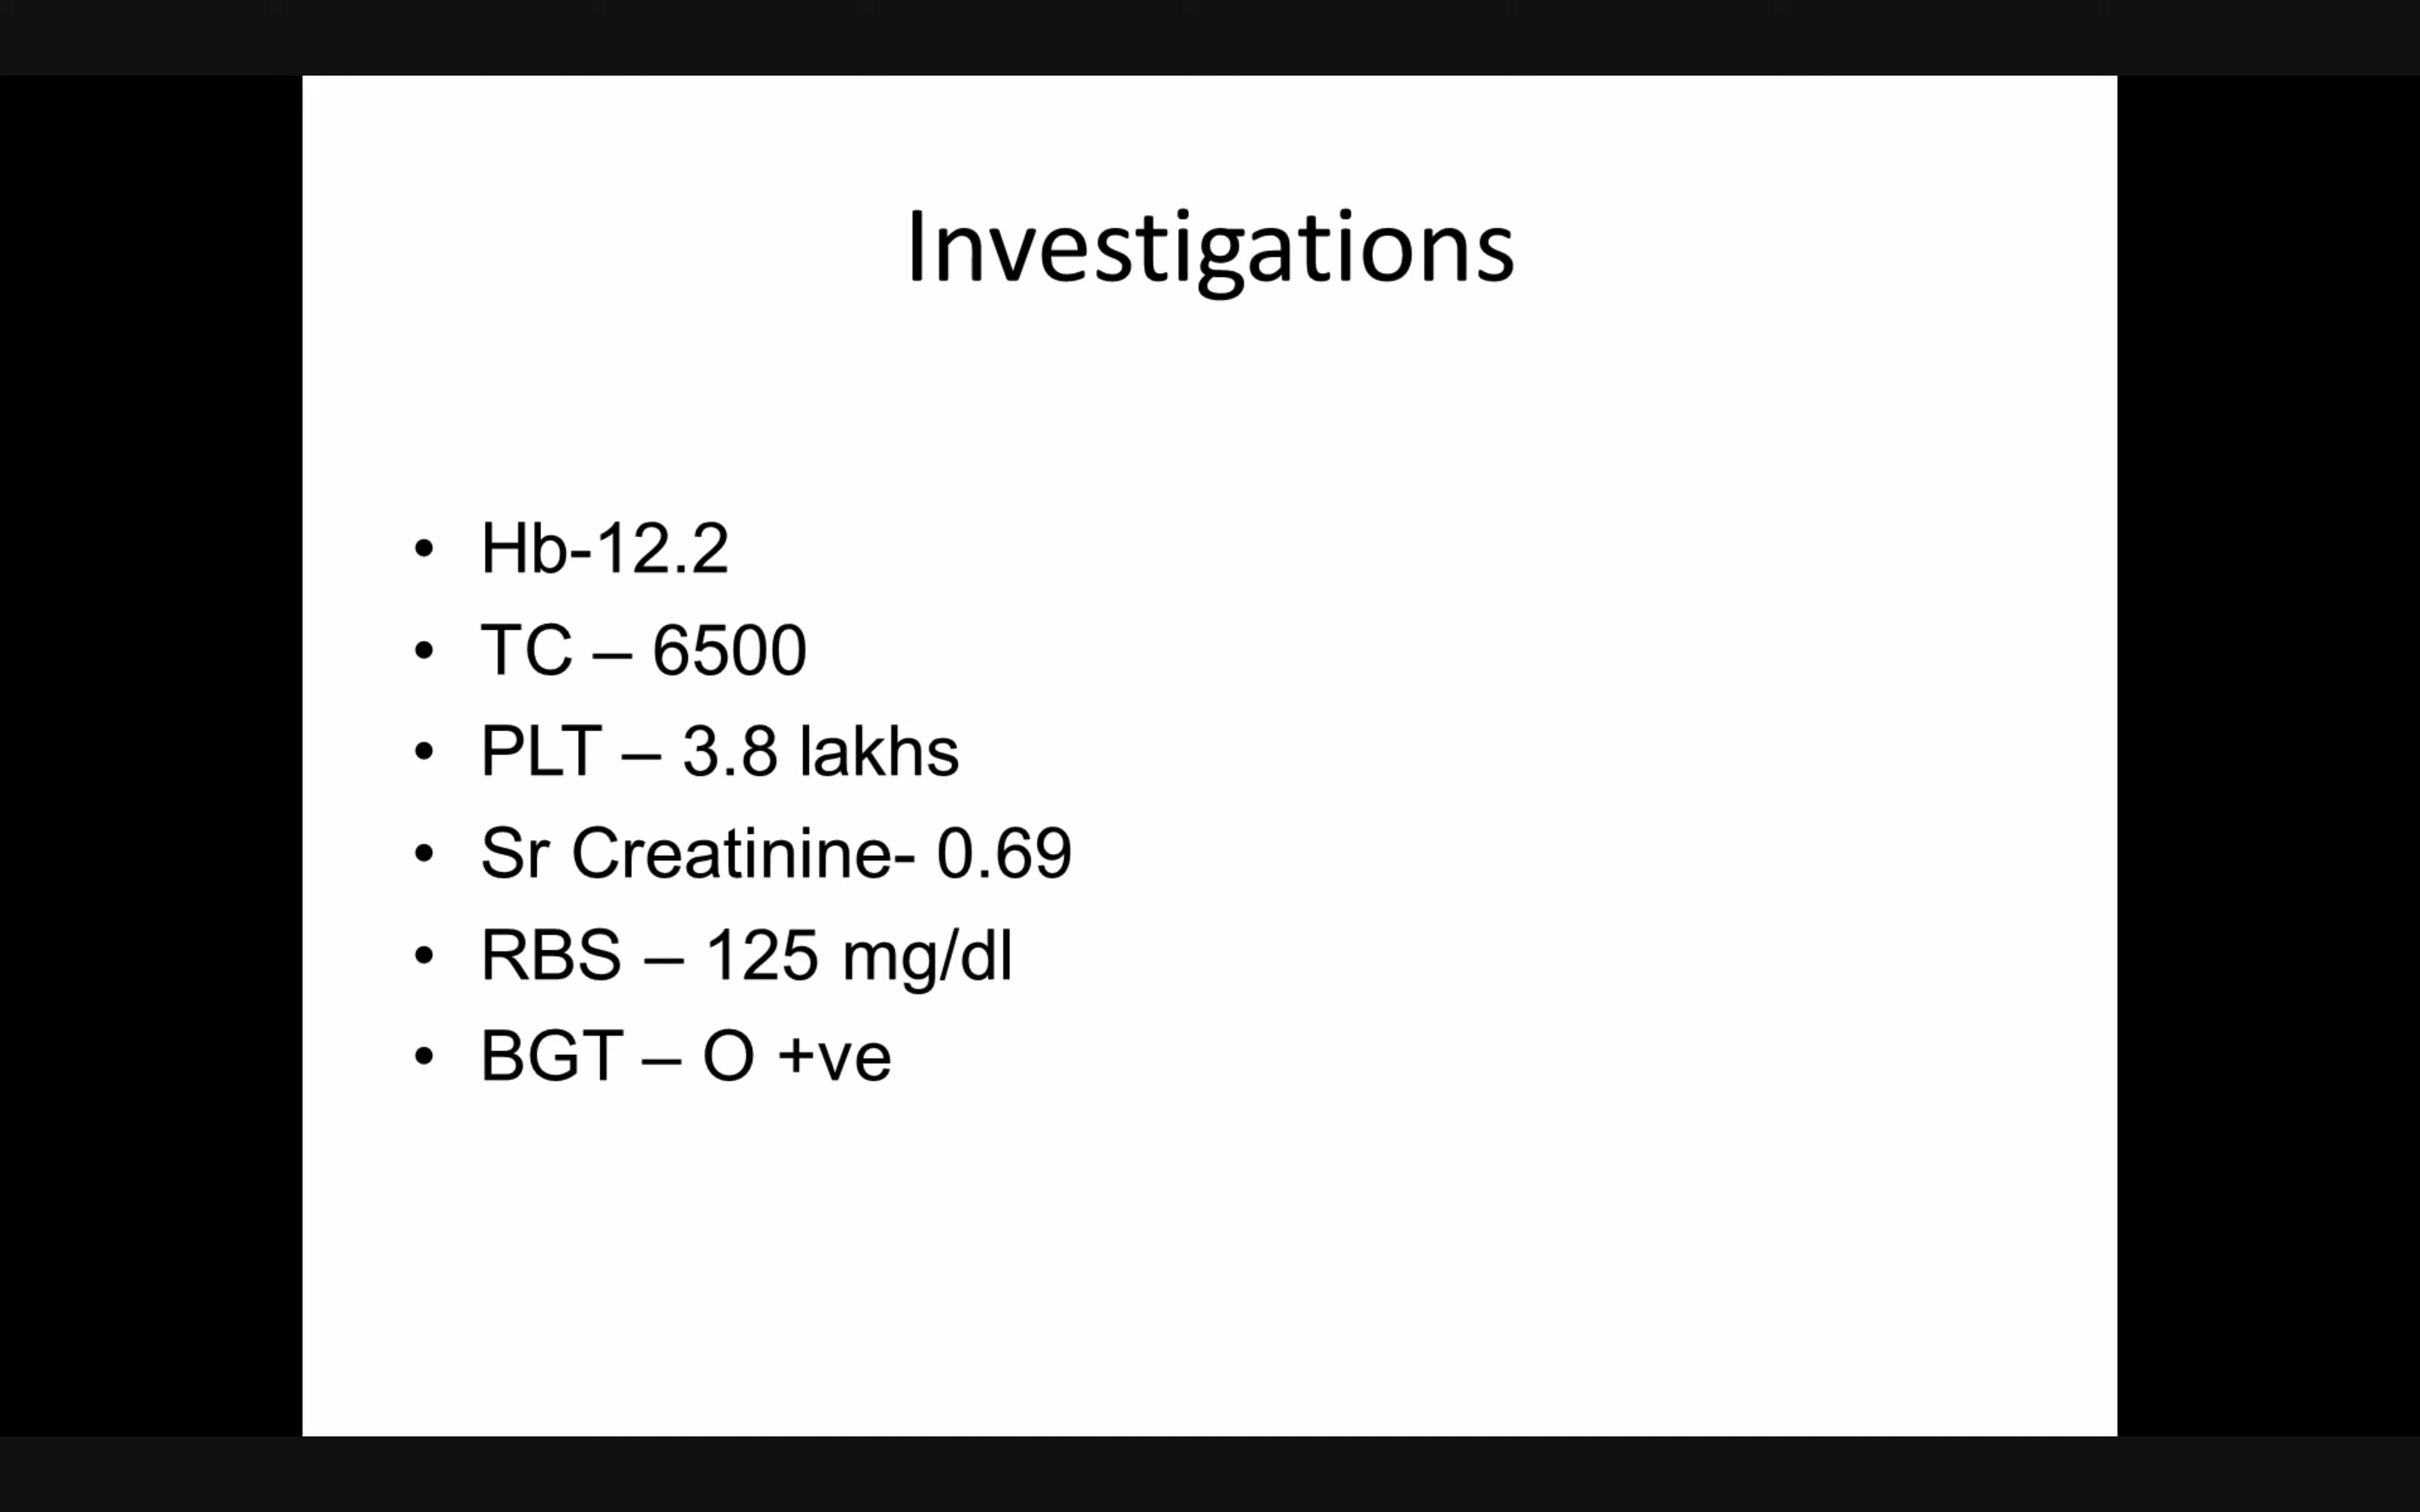 Investigations
• Hb-12.2
• TC – 6500
• PLT – 3.8 lakhs
• Sr Creatinine- 0.69
• RBS – 125 mg/dl
• BGT – O +ve